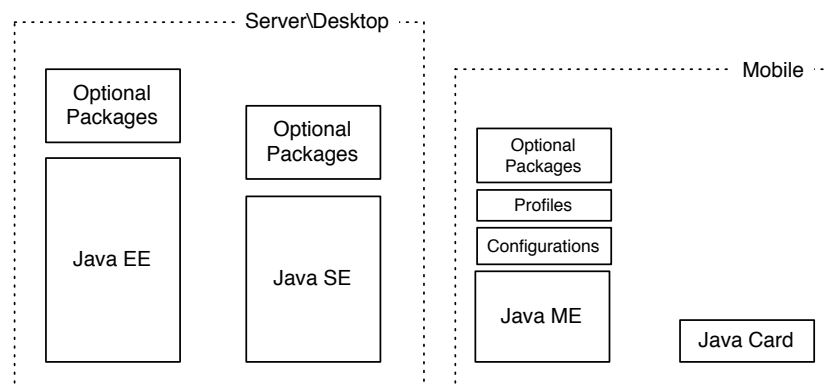 Server\Desktop
Optional
Packages
Java EE
Optional
Packages
Java SE
Mobile
Optional
Packages
Profiles
Configurations
Java ME
Java Card